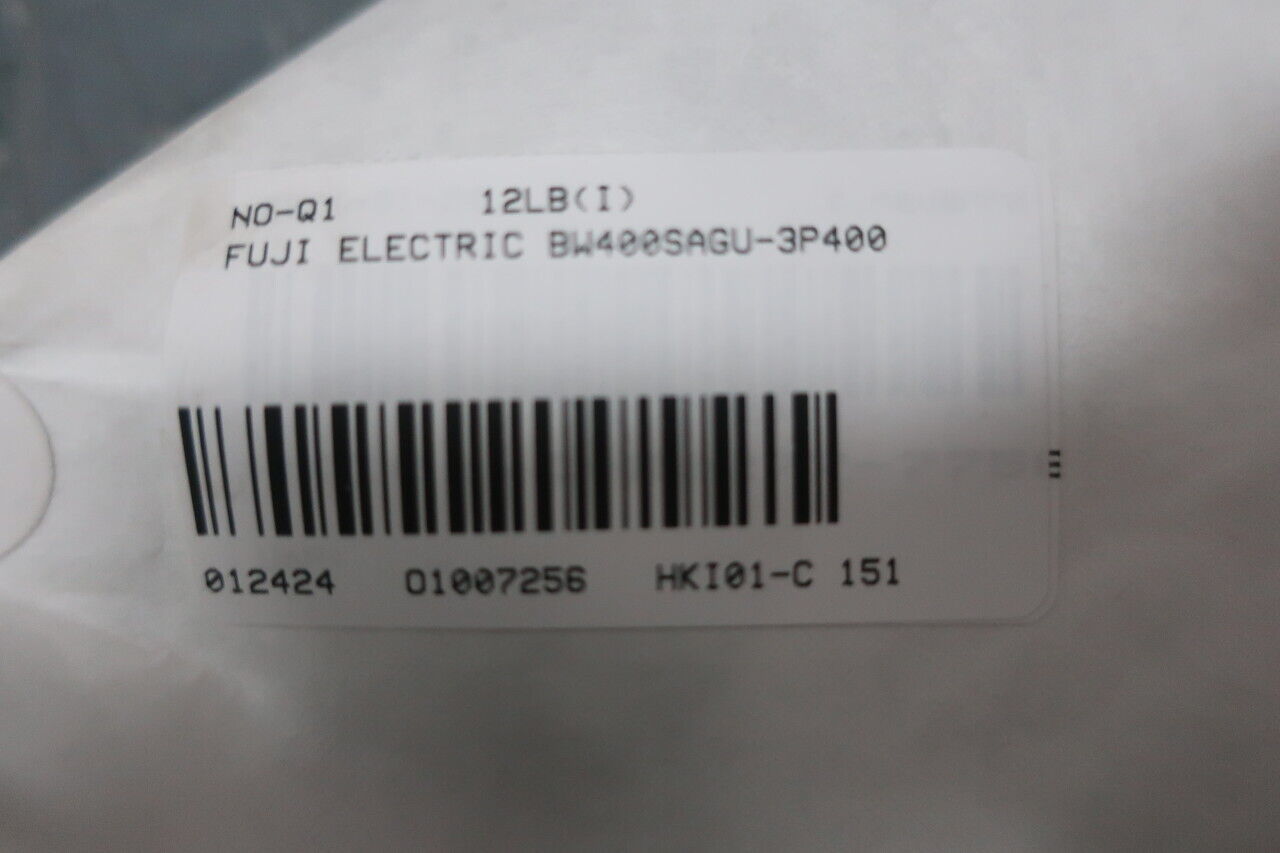 NO-Q1 12LB(I)
FUJI ELECTRIC BW400SAGU-3P400
012424 01007256 HKI01-C 151